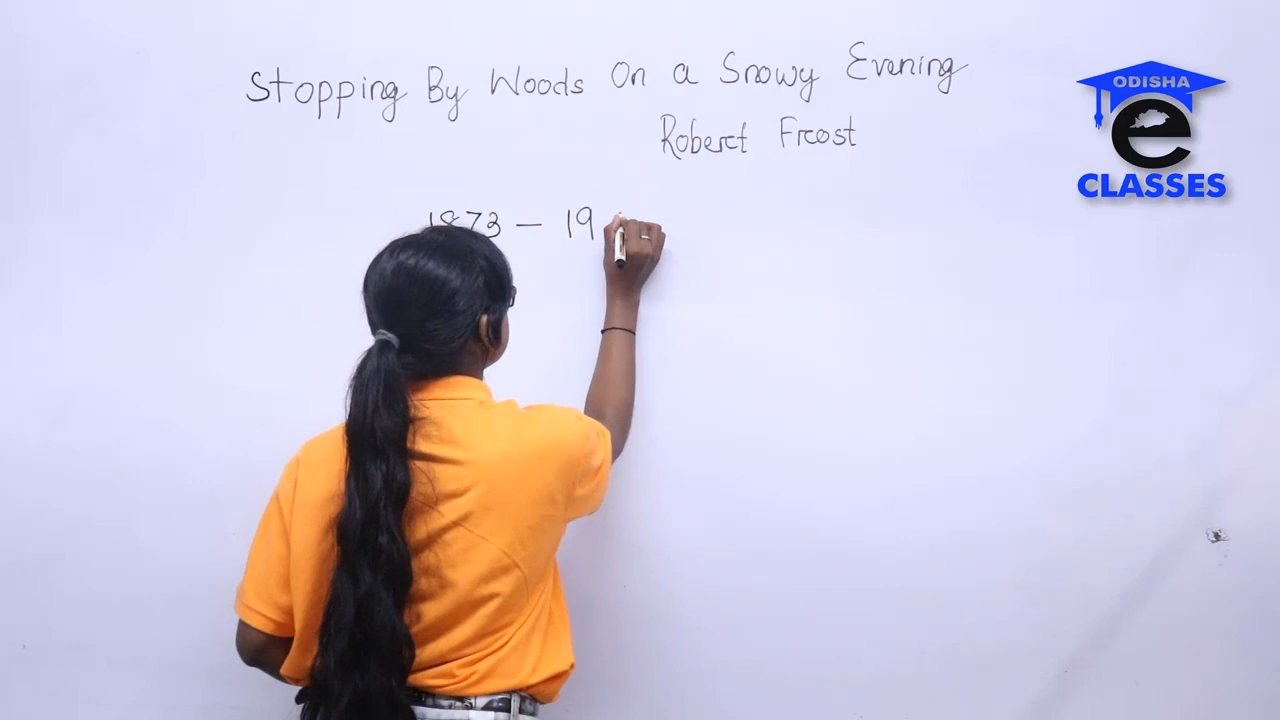 Stopping By Woods On a Snowy Evening
Robert Frost
1873 – 19
ODISHA
e
CLASSES